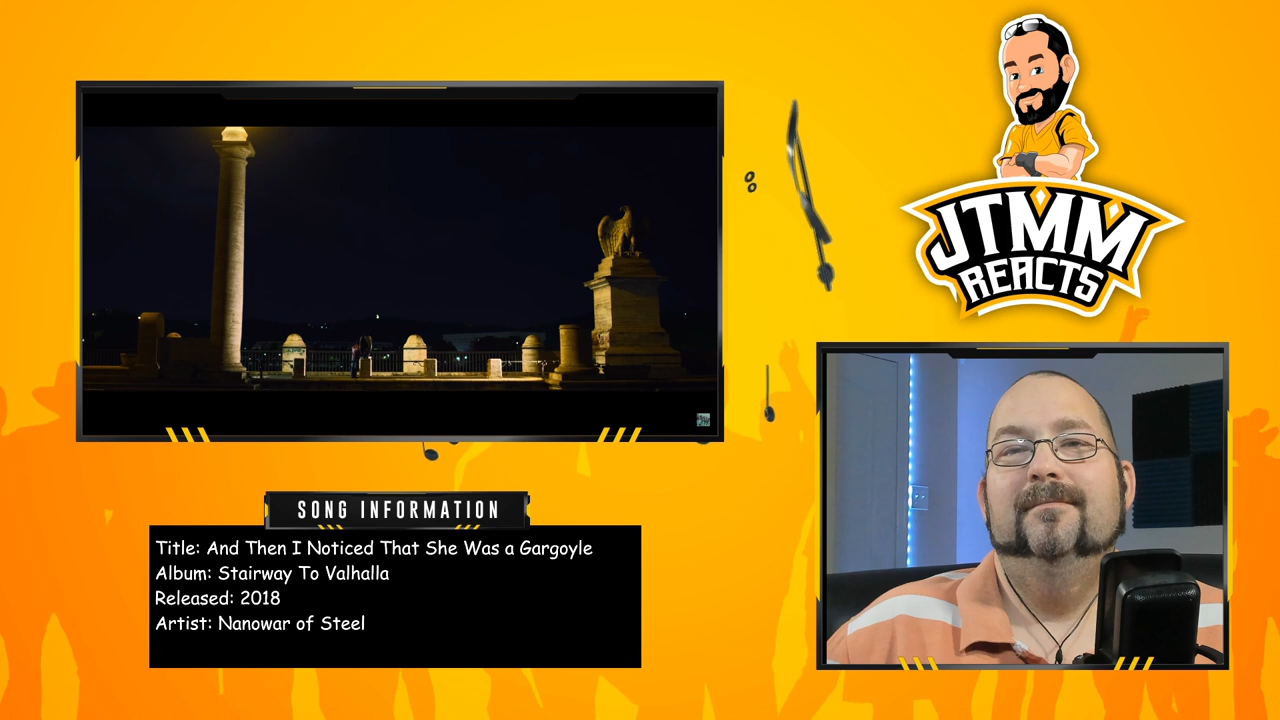 JTMM
REACTS
SONG INFORMATION
Title: And Then I Noticed That She Was a Gargoyle
Album: Stairway To Valhalla
Released: 2018
Artist: Nanowar of Steel